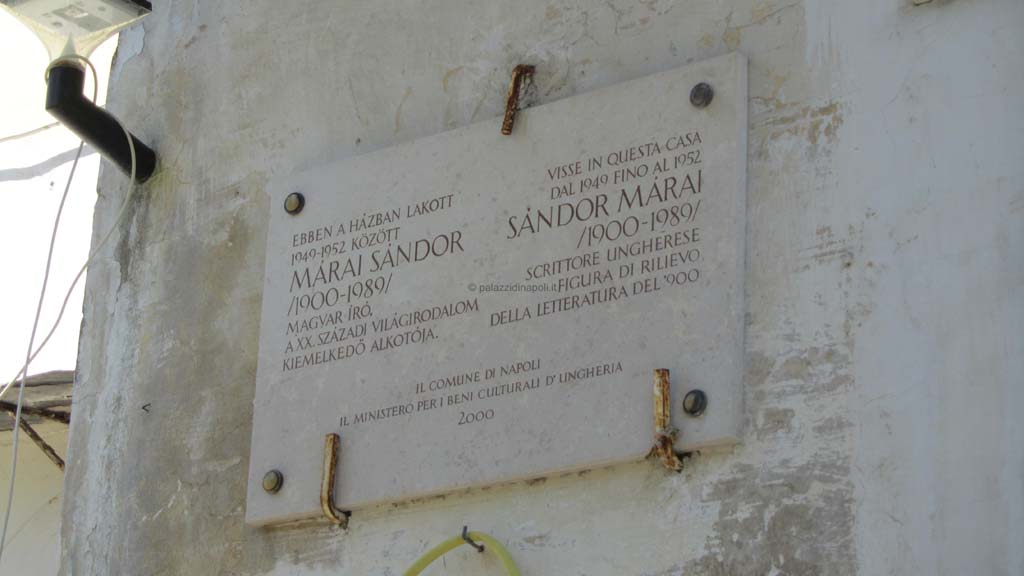 EBBEN A HÁZBAN LAKOTT
1949-1952 KÖZÖTT
MÁRAI SÁNDOR
/1900-1989/
MAGYAR ÍRÓ,
A XX. SZÁZADI VILÁGIRODALOM
KIEMELKEDŐ ALKOTÓJA.
VISSE IN QUESTA CASA
DAL 1949 FINO AL 1952
SÁNDOR MÁRAI
/1900-1989/
SCRITTORE UNGHERESE
FIGURA DI RILIEVO
DELLA LETTERATURA DEL '900
IL COMUNE DI NAPOLI
IL MINISTERO PER I BENI CULTURALI D' UNGHERIA
2000
© palazzidinapoli.it